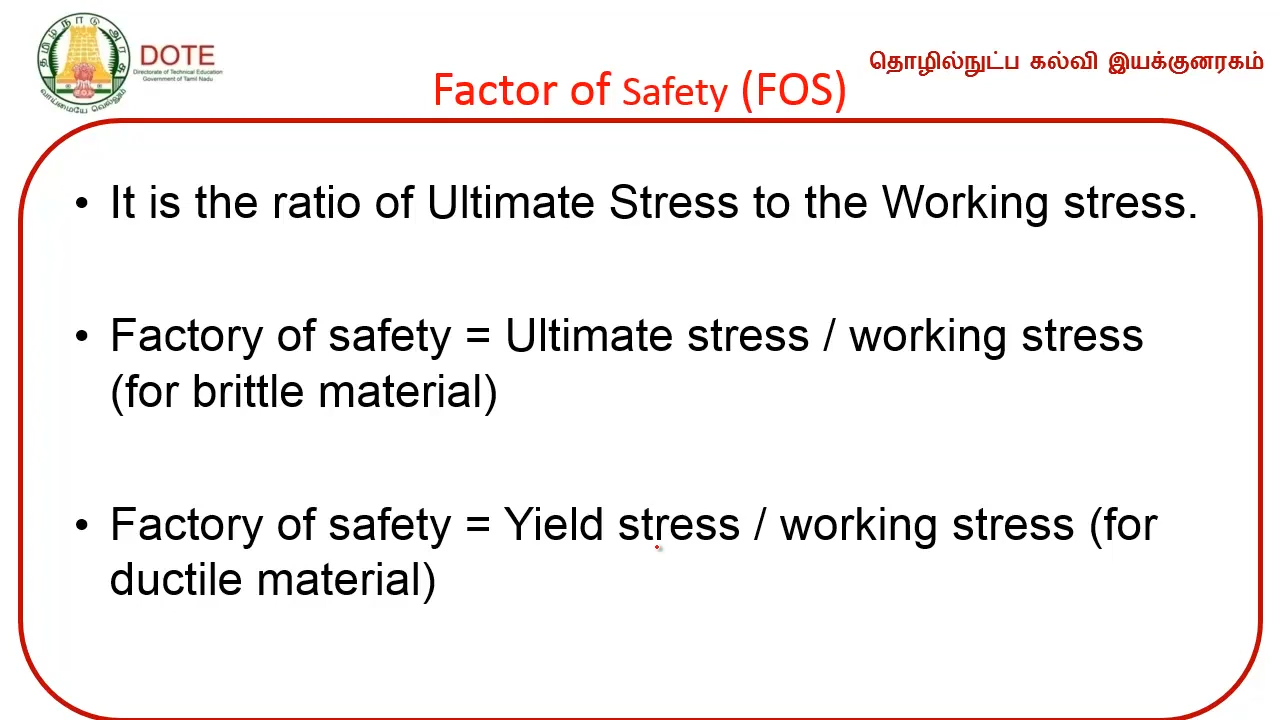 தமிழ்நாடு அரசு
வாய்மையே வெல்லும்
DOTE
Directorate of Technical Education
Government of Tamil Nadu
தொழில்நுட்ப கல்வி இயக்குனரகம்
Factor of Safety (FOS)
• It is the ratio of Ultimate Stress to the Working stress.
• Factory of safety = Ultimate stress / working stress
(for brittle material)
• Factory of safety = Yield stress / working stress (for
ductile material)